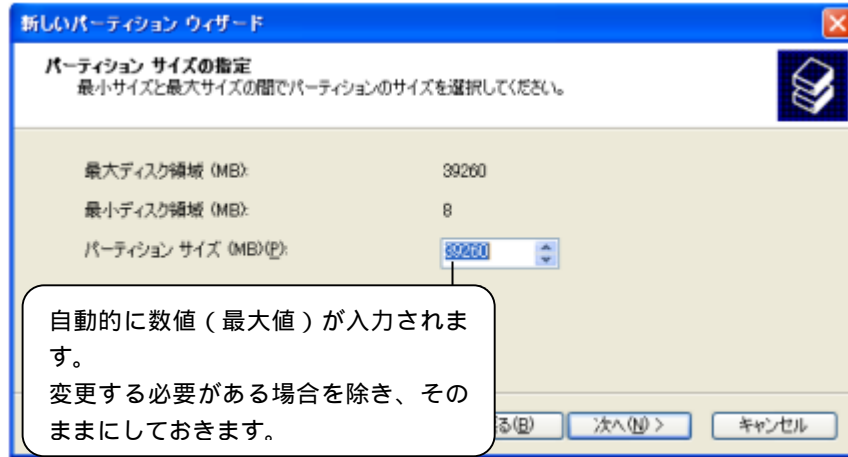 新しいパーティション ウィザード
パーティション サイズの指定
最小サイズと最大サイズの間でパーティションのサイズを選択してください。
最大ディスク領域 (MB): 39260
最小ディスク領域 (MB): 8
パーティション サイズ (MB)(P): 39260
自動的に数値(最大値)が入力されま
す。
変更する必要がある場合を除き、その
ままにしておきます。
る(B) 次へ(N) > キャンセル